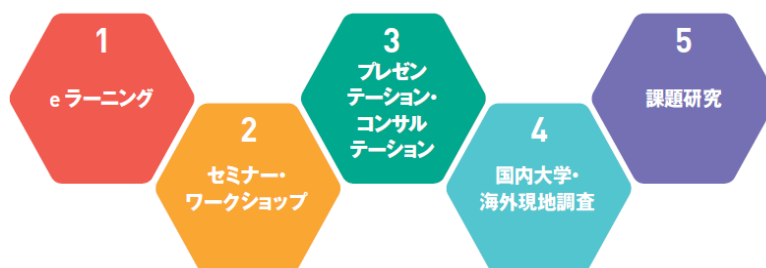 1
eラーニング
2
セミナー・
ワークショップ
3
プレゼン
テーション・
コンサル
テーション
4
国内大学・
海外現地調査
5
課題研究